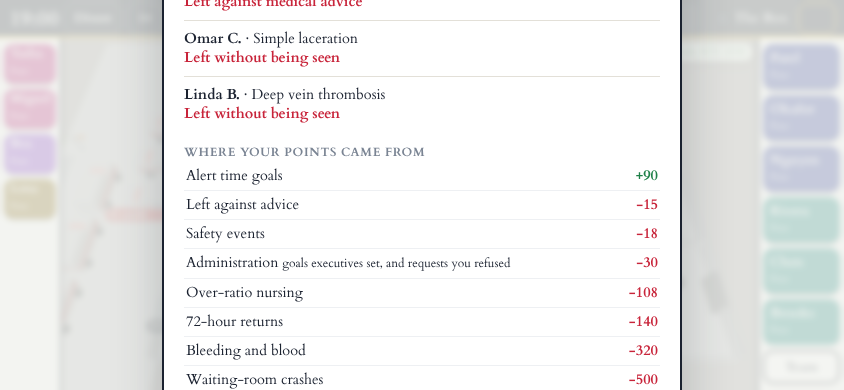 Left against medical advice
Omar C. · Simple laceration
Left without being seen
Linda B. · Deep vein thrombosis
Left without being seen
WHERE YOUR POINTS CAME FROM
Alert time goals +90
Left against advice -15
Safety events -18
Administration goals executives set, and requests you refused -30
Over-ratio nursing -108
72-hour returns -140
Bleeding and blood -320
Waiting-room crashes -500